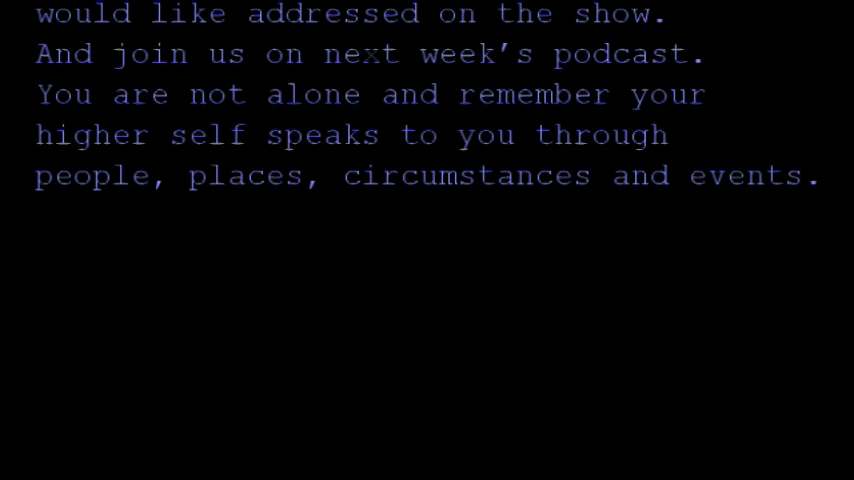 would like addressed on the show.
And join us on next week's podcast.
You are not alone and remember your
higher self speaks to you through
people, places, circumstances and events.